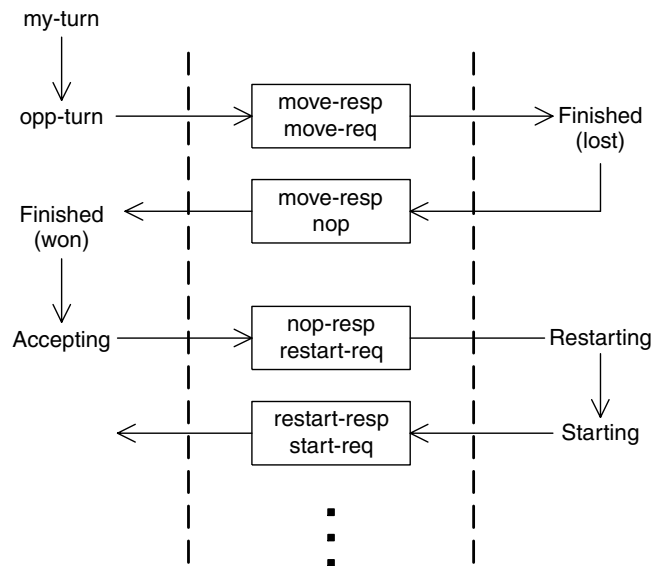 my-turn
opp-turn
move-resp
move-req
Finished
(lost)
Finished
(won)
move-resp
nop
Accepting
nop-resp
restart-req
Restarting
restart-resp
start-req
Starting